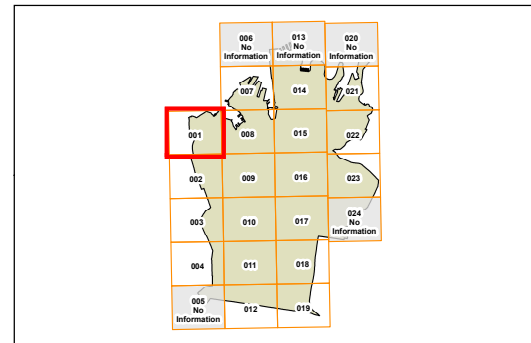 006
No
Information
013
No
Information
020
No
Information
007
014
021
001
008
015
022
002
009
016
023
003
010
017
024
No
Information
004
011
018
005
No
Information
012
019